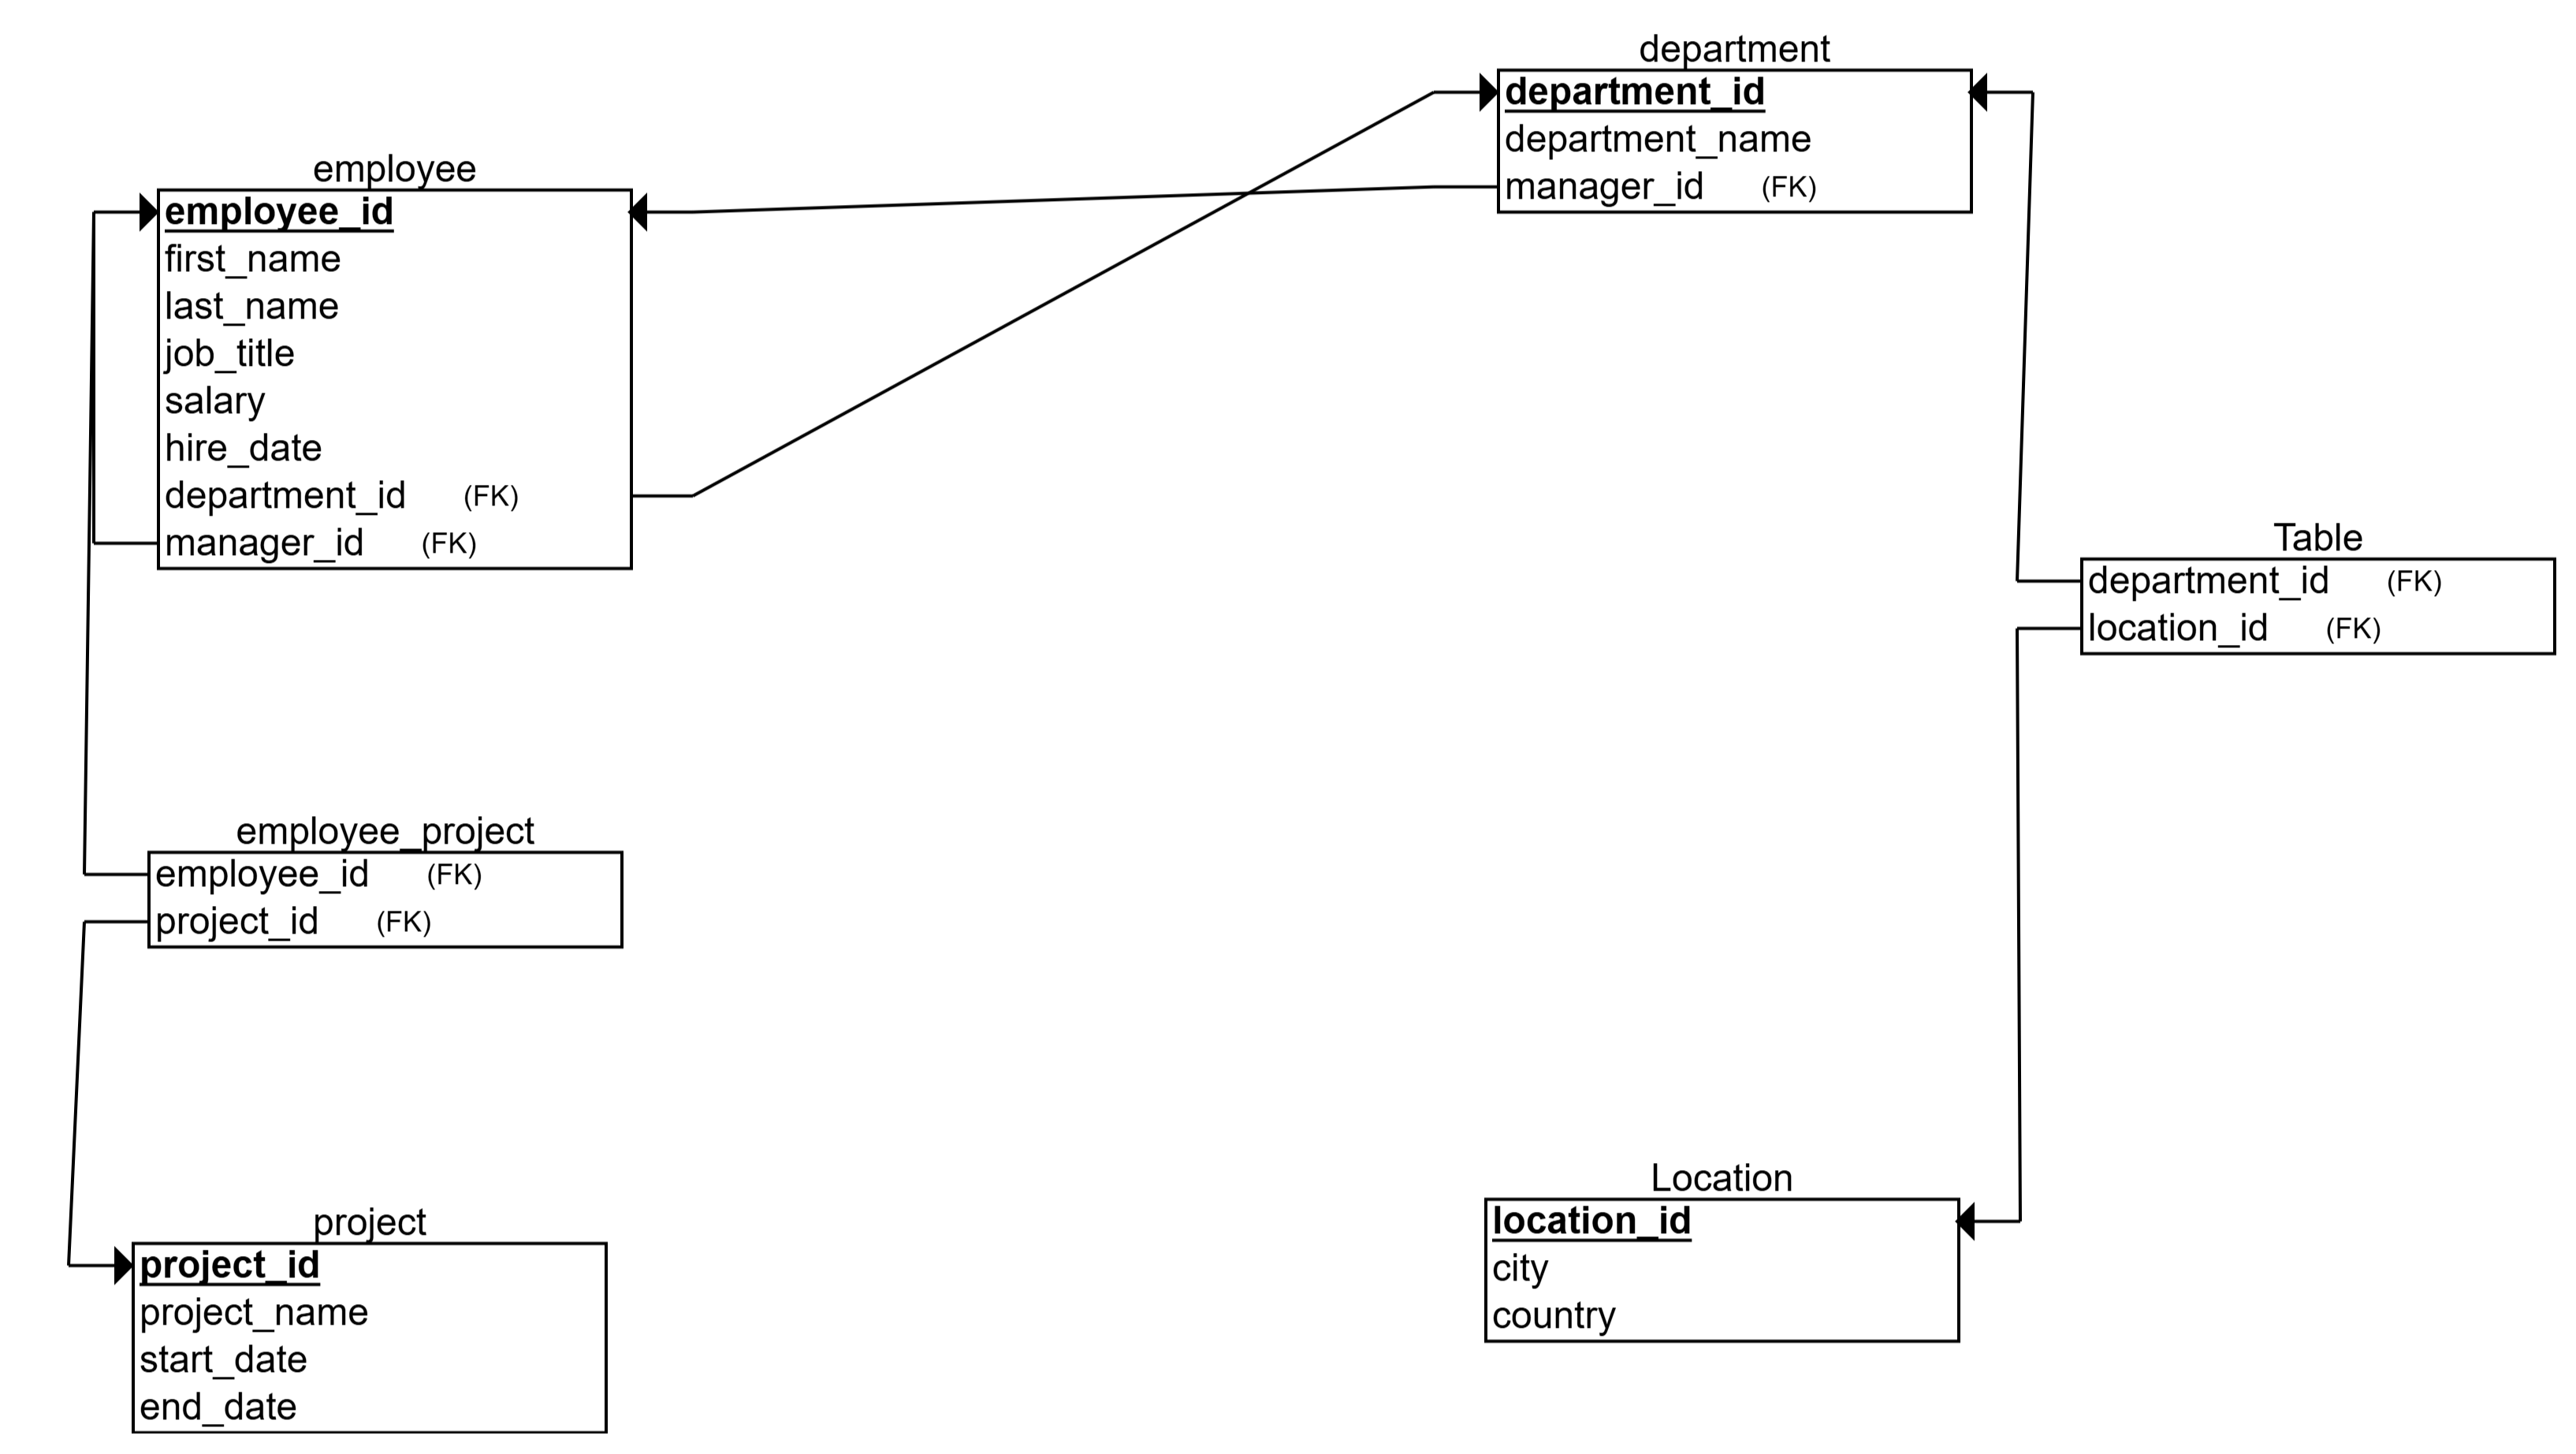 department
department_id
department_name
manager_id (FK)
employee
employee_id
first_name
last_name
job_title
salary
hire_date
department_id (FK)
manager_id (FK)
Table
department_id (FK)
location_id (FK)
employee_project
employee_id (FK)
project_id (FK)
Location
location_id
city
country
project
project_id
project_name
start_date
end_date